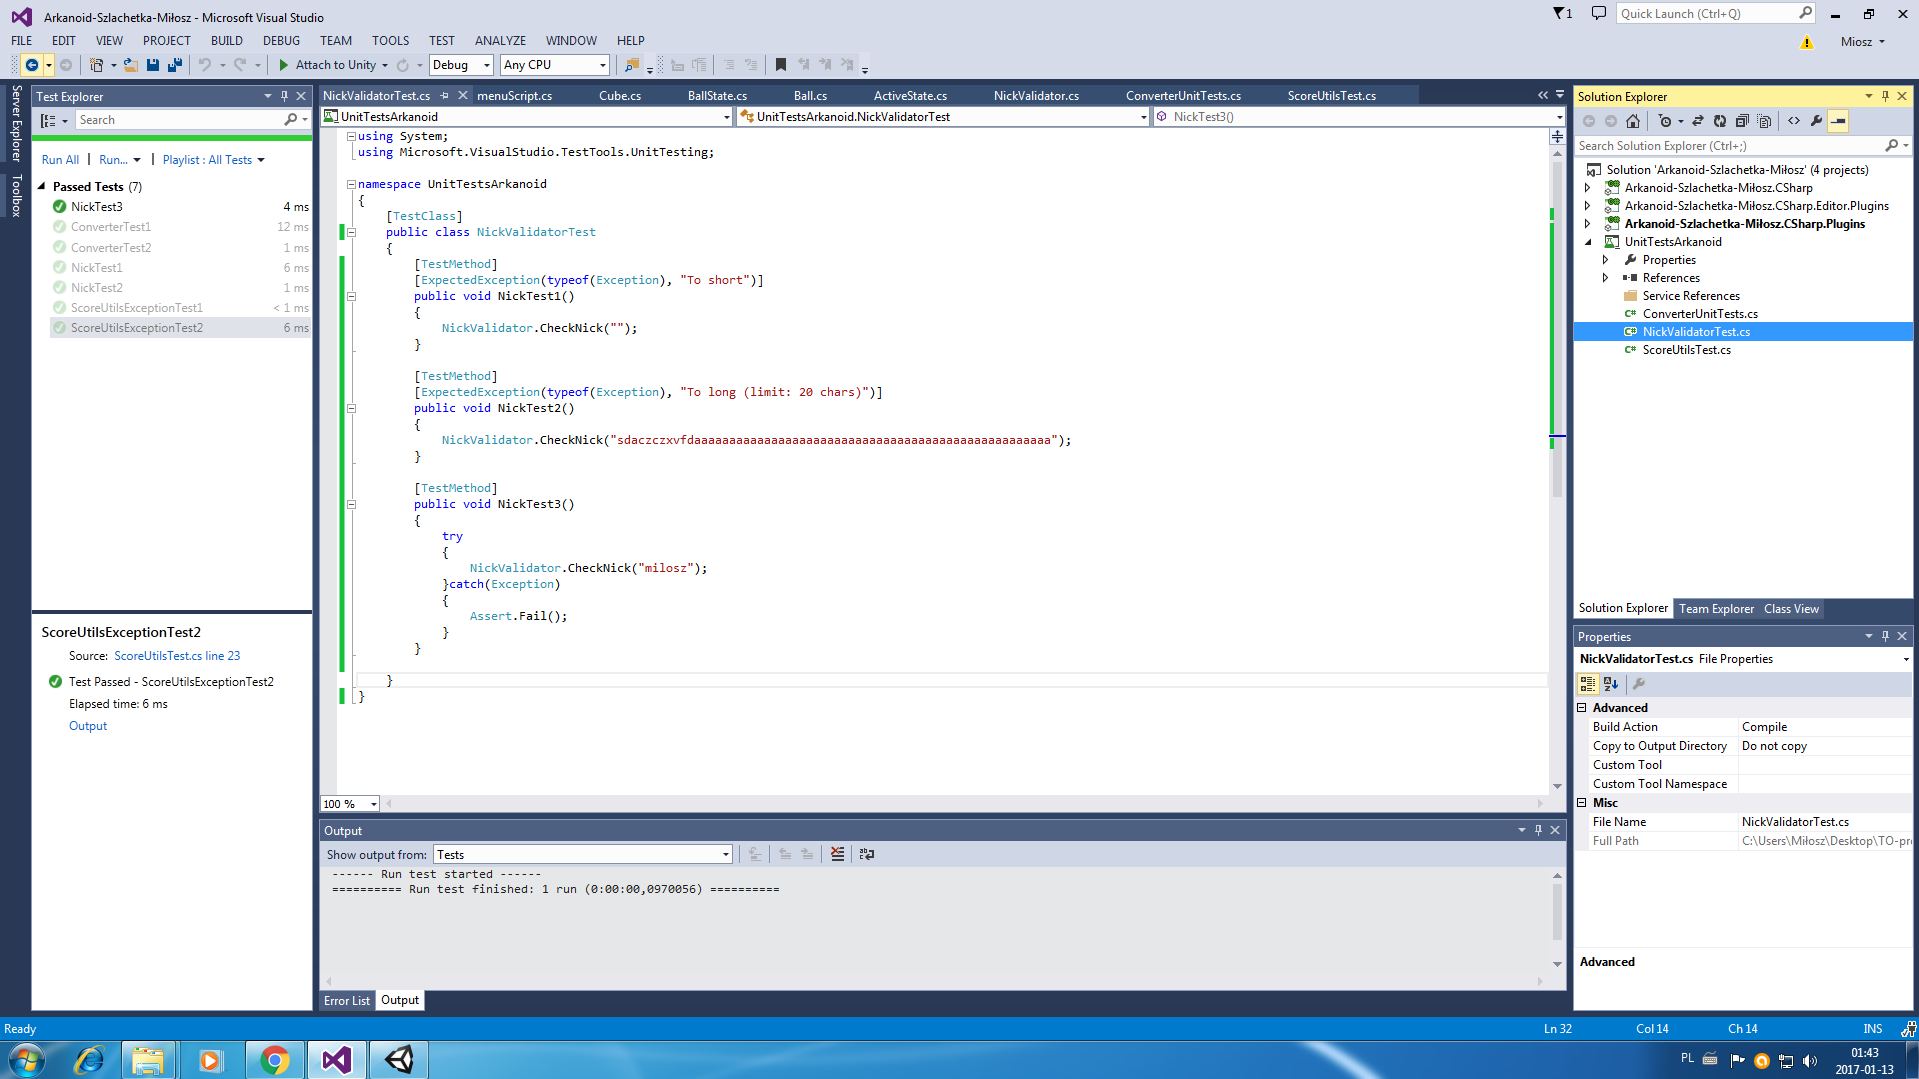 Arkanoid-Szlachetka-Miłosz - Microsoft Visual Studio
1
Quick Launch (Ctrl+Q)
FILE EDIT VIEW PROJECT BUILD DEBUG TEAM TOOLS TEST ANALYZE WINDOW HELP
Miosz
Attach to Unity Debug Any CPU
Server Explorer
Toolbox
Test Explorer
Search
Run All Run... Playlist : All Tests
Passed Tests (7)
NickTest3 4 ms
ConverterTest1 12 ms
ConverterTest2 1 ms
NickTest1 6 ms
NickTest2 1 ms
ScoreUtilsExceptionTest1 < 1 ms
ScoreUtilsExceptionTest2 6 ms
ScoreUtilsExceptionTest2
Source: ScoreUtilsTest.cs line 23
Test Passed - ScoreUtilsExceptionTest2
Elapsed time: 6 ms
Output
NickValidatorTest.cs menuScript.cs Cube.cs BallState.cs Ball.cs ActiveState.cs NickValidator.cs ConverterUnitTests.cs ScoreUtilsTest.cs
UnitTestsArkanoid UnitTestsArkanoid.NickValidatorTest NickTest3()
using System;
using Microsoft.VisualStudio.TestTools.UnitTesting;
namespace UnitTestsArkanoid
{
[TestClass]
public class NickValidatorTest
{
[TestMethod]
[ExpectedException(typeof(Exception), "To short")]
public void NickTest1()
{
NickValidator.CheckNick("");
}
[TestMethod]
[ExpectedException(typeof(Exception), "To long (limit: 20 chars)")]
public void NickTest2()
{
NickValidator.CheckNick("sdaczczxvfdaaaaaaaaaaaaaaaaaaaaaaaaaaaaaaaaaaaaaaaaaaaaaaaaaaa");
}
[TestMethod]
public void NickTest3()
{
try
{
NickValidator.CheckNick("milosz");
}catch(Exception)
{
Assert.Fail();
}
}
}
}
100 %
Output
Show output from: Tests
------ Run test started ------
========== Run test finished: 1 run (0:00:00,0970056) ==========
Error List Output
Solution Explorer
Search Solution Explorer (Ctrl+;)
Solution 'Arkanoid-Szlachetka-Miłosz' (4 projects)
Arkanoid-Szlachetka-Miłosz.CSharp
Arkanoid-Szlachetka-Miłosz.CSharp.Editor.Plugins
Arkanoid-Szlachetka-Miłosz.CSharp.Plugins
UnitTestsArkanoid
Properties
References
Service References
C# ConverterUnitTests.cs
C# NickValidatorTest.cs
C# ScoreUtilsTest.cs
Solution Explorer Team Explorer Class View
Properties
NickValidatorTest.cs File Properties
Advanced
Build Action Compile
Copy to Output Directory Do not copy
Custom Tool
Custom Tool Namespace
Misc
File Name NickValidatorTest.cs
Full Path C:\Users\Miłosz\Desktop\TO-pr
Advanced
Ready Ln 32 Col 14 Ch 14 INS
PL
01:43
2017-01-13